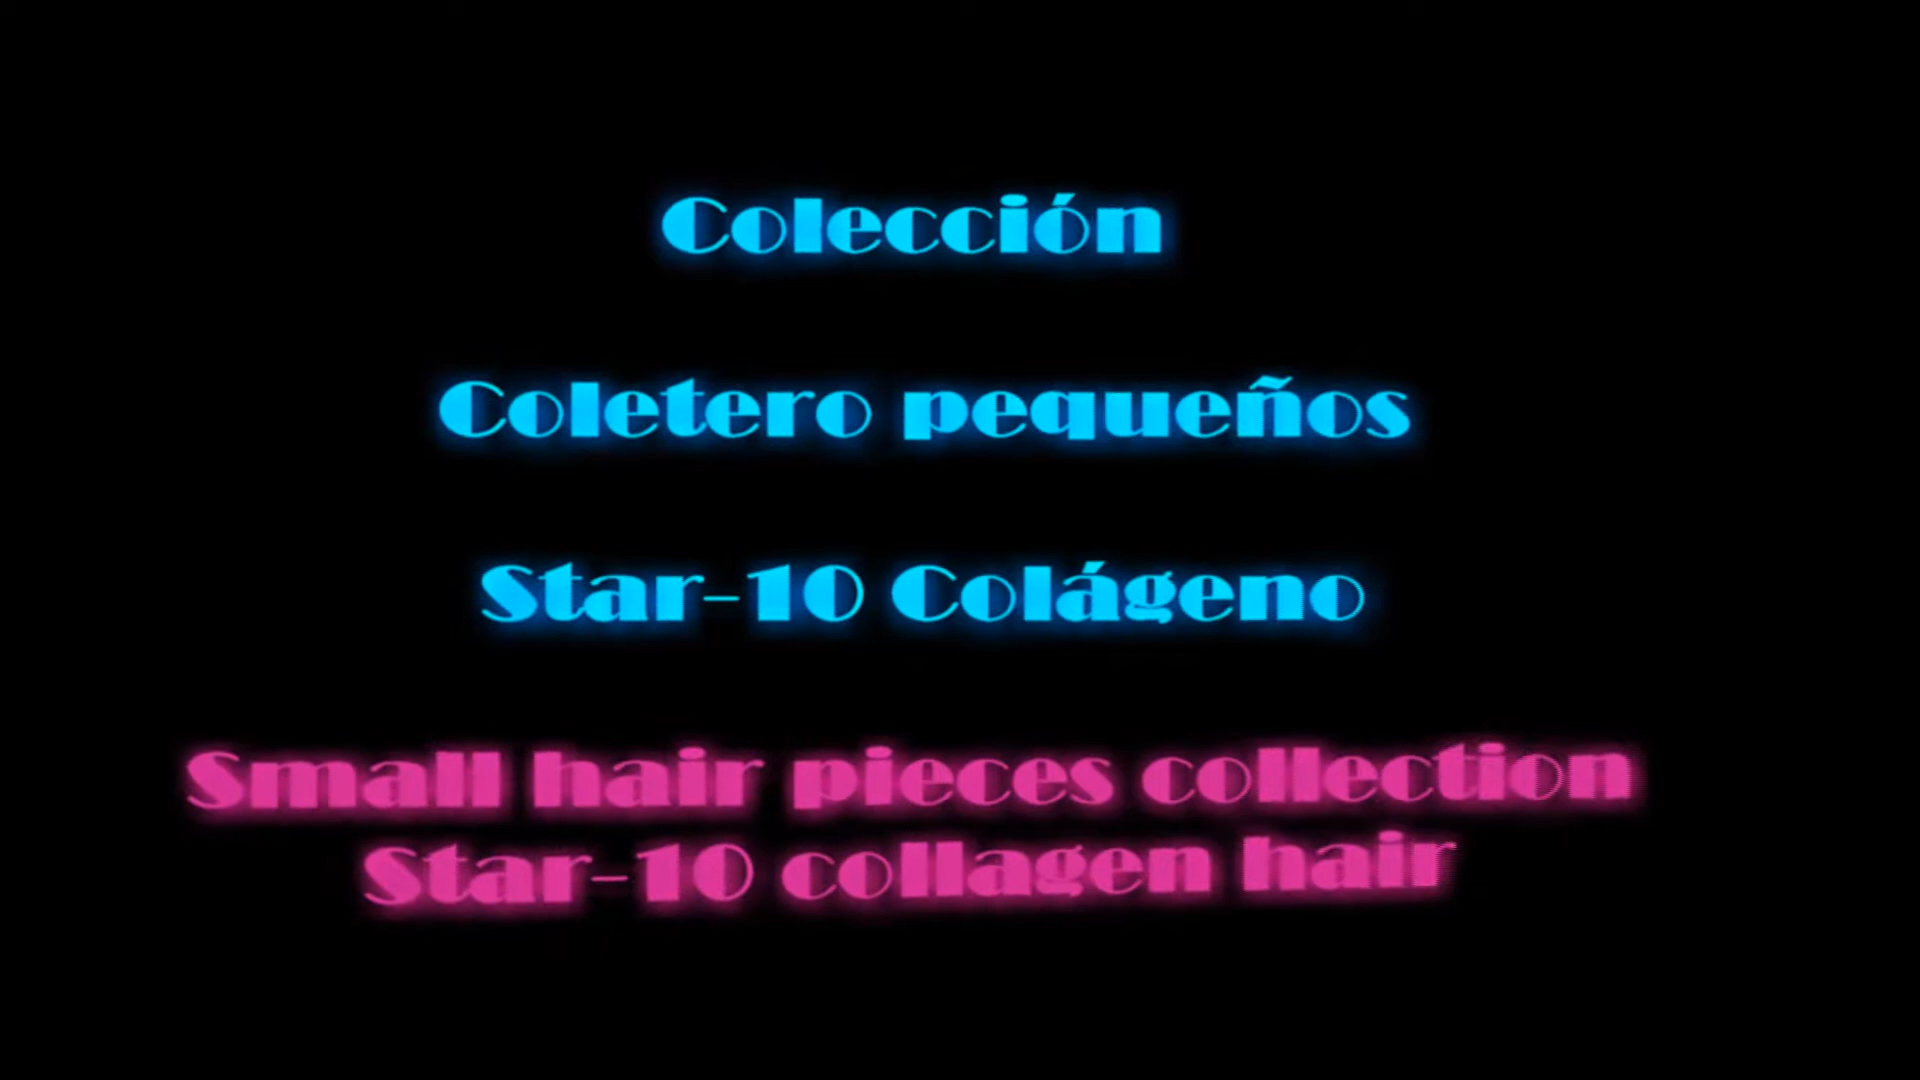 Colección
Coletero pequeños
Star-10 Colágeno
Small hair pieces collection
Star-10 collagen hair